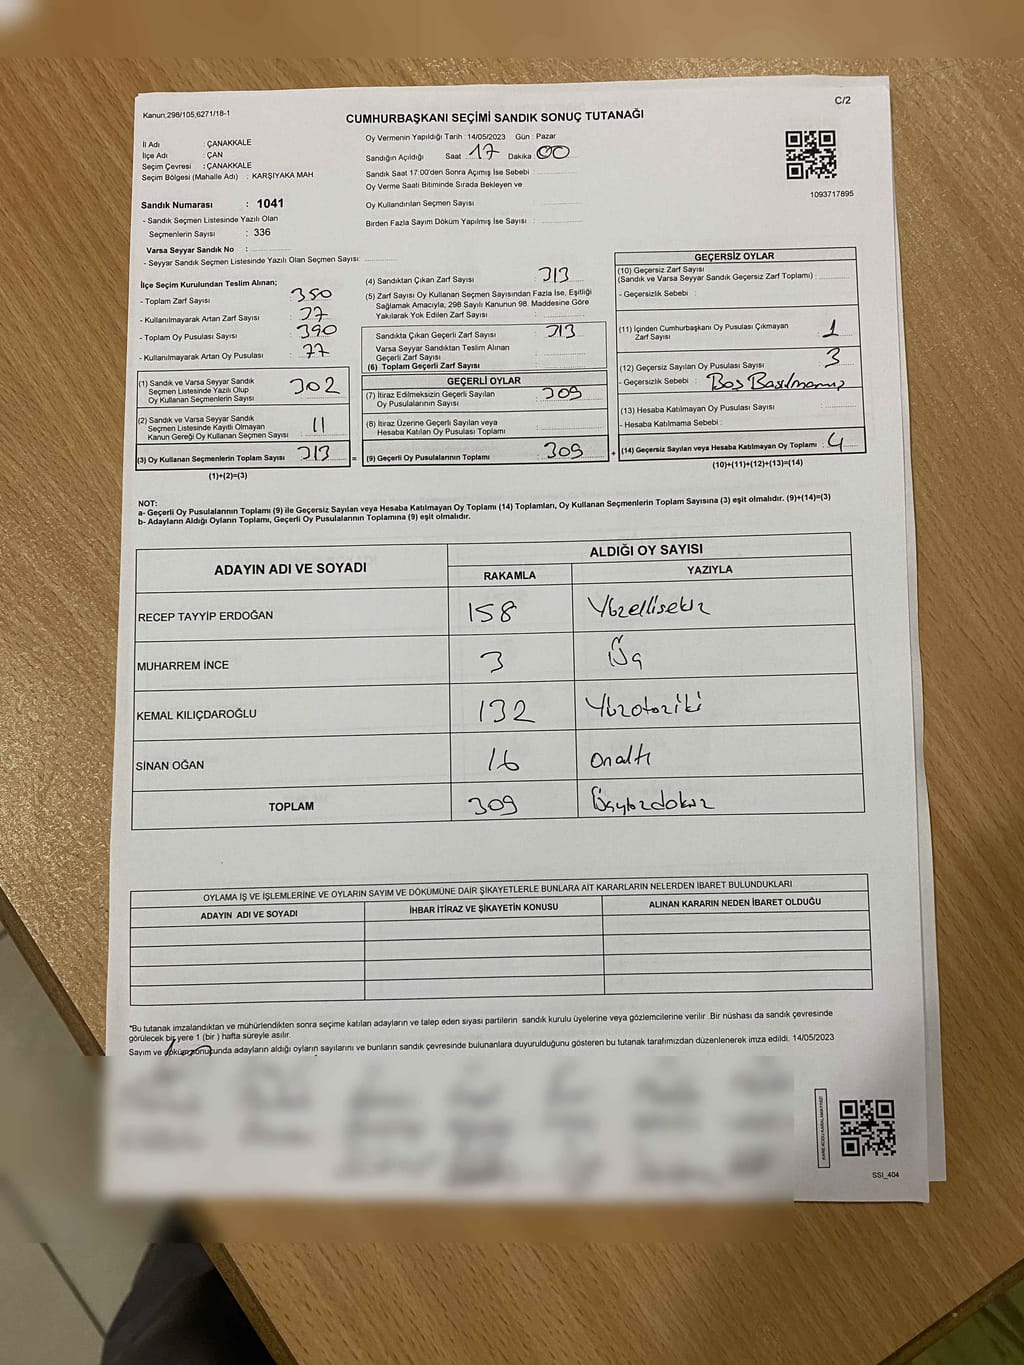 Kanun,298/105,6271/18-1
C/2
CUMHURBAŞKANI SEÇİMİ SANDIK SONUÇ TUTANAĞI
İl Adı : ÇANAKKALE
İlçe Adı : ÇAN
Seçim Çevresi : ÇANAKKALE
Seçim Bölgesi (Mahalle Adı) : KARŞIYAKA MAH
Oy Vermenin Yapıldığı Tarih :14/05/2023 Gün : Pazar
Sandığın Açıldığı Saat : 17 Dakika : 00
Sandık Saat 17:00'den Sonra Açımış İse Sebebi :
Oy Verme Saati Bitiminde Sırada Bekleyen ve
Oy Kullandırılan Seçmen Sayısı :
Birden Fazla Sayım Döküm Yapılmış İse Sayısı :
1093717895
Sandık Numarası : 1041
- Sandık Seçmen Listesinde Yazılı Olan
Seçmenlerin Sayısı : 336
Varsa Seyyar Sandık No :
- Seyyar Sandık Seçmen Listesinde Yazılı Olan Seçmen Sayısı:
İlçe Seçim Kurulundan Teslim Alınan;
- Toplam Zarf Sayısı : 350
- Kullanılmayarak Artan Zarf Sayısı : 37
- Toplam Oy Pusulası : 390
- Kullanılmayarak Artan Oy Pusulası : 77
(1) Sandık ve Varsa Seyyar Sandık
Seçmen Listesinde Yazılı Olup
Oy Kullanan Seçmenlerin Sayısı : 302
(2) Sandık ve Varsa Seyyar Sandık
Seçmen Listesinde Kayıtlı Olmayan
Kanun Gereği Oy Kullanan Seçmen Sayısı : 11
(3) Oy Kullanan Seçmenlerin Toplam Sayısı : 313
(1)+(2)=(3)
(4) Sandıktan Çıkan Zarf Sayısı : 313
(5) Zarf Sayısı Oy Kullanan Seçmen Sayısından Fazla İse, Eşitliği
Sağlamak Amacıyla; 298 Sayılı Kanunun 98. Maddesine Göre
Yakılarak Yok Edilen Zarf Sayısı :
Sandıkta Çıkan Geçerli Zarf Sayısı : 313
Varsa Seyyar Sandıktan Teslim Alınan
Geçerli Zarf Sayısı :
(6) Toplam Geçerli Zarf Sayısı :
GEÇERLİ OYLAR
(7) İtiraz Edilmeksizin Geçerli Sayılan
Oy Pusulalarının Sayısı : 309
(8) İtiraz Üzerine Geçerli Sayılan veya
Hesaba Katılan Oy Pusulası Toplamı :
= (9) Geçerli Oy Pusulalarının Toplamı : 309
GEÇERSİZ OYLAR
(10) Geçersiz Zarf Sayısı
(Sandık ve Varsa Seyyar Sandık Geçersiz Zarf Toplamı) :
- Geçersizlik Sebebi :
(11) İçinden Cumhurbaşkanı Oy Pusulası Çıkmayan
Zarf Sayısı : 1
(12) Geçersiz Sayılan Oy Pusulası Sayısı : 3
- Geçersizlik Sebebi : Boş Basılmamış
(13) Hesaba Katılmayan Oy Pusulası Sayısı :
- Hesaba Katılmama Sebebi :
+ (14) Geçersiz Sayılan veya Hesaba Katılmayan Oy Toplamı : 4
(10)+(11)+(12)+(13)=(14)
NOT:
a- Geçerli Oy Pusulalarının Toplamı (9) ile Geçersiz Sayılan veya Hesaba Katılmayan Oy Toplamı (14) Toplamları, Oy Kullanan Seçmenlerin Toplam Sayısına (3) eşit olmalıdır. (9)+(14)=(3)
b- Adayların Aldığı Oyların Toplamı, Geçerli Oy Pusulalarının Toplamına (9) eşit olmalıdır.
ADAYIN ADI VE SOYADI
ALDIĞI OY SAYISI
RAKAMLA YAZIYLA
RECEP TAYYİP ERDOĞAN 158 Yüzellisekiz
MUHARREM İNCE 3 Üç
KEMAL KILIÇDAROĞLU 132 Yüzotuziki
SİNAN OĞAN 16 onaltı
TOPLAM 309 Üçyüzdokuz
OYLAMA İŞ VE İŞLEMLERİNE VE OYLARIN SAYIM VE DÖKÜMÜNE DAİR ŞİKAYETLERLE BUNLARA AİT KARARLARIN NELERDEN İBARET BULUNDUKLARI
ADAYIN ADI VE SOYADI İHBAR İTİRAZ VE ŞİKAYETİN KONUSU ALINAN KARARIN NEDEN İBARET OLDUĞU
*Bu tutanak imzalandıktan ve mühürlendikten sonra seçime katılan adayların ve talep eden siyasi partilerin sandık kurulu üyelerine veya gözlemcilerine verilir. Bir nüshası da sandık çevresinde
görülecek bir yere 1 (bir ) hafta süreyle asılır.
Sayım ve döküm sonucunda adayların aldığı oyların sayılarını ve bunların sandık çevresinde bulunanlara duyurulduğunu gösteren bu tutanak tarafımızdan düzenlenerek imza edildi. 14/05/2023
SSI_404